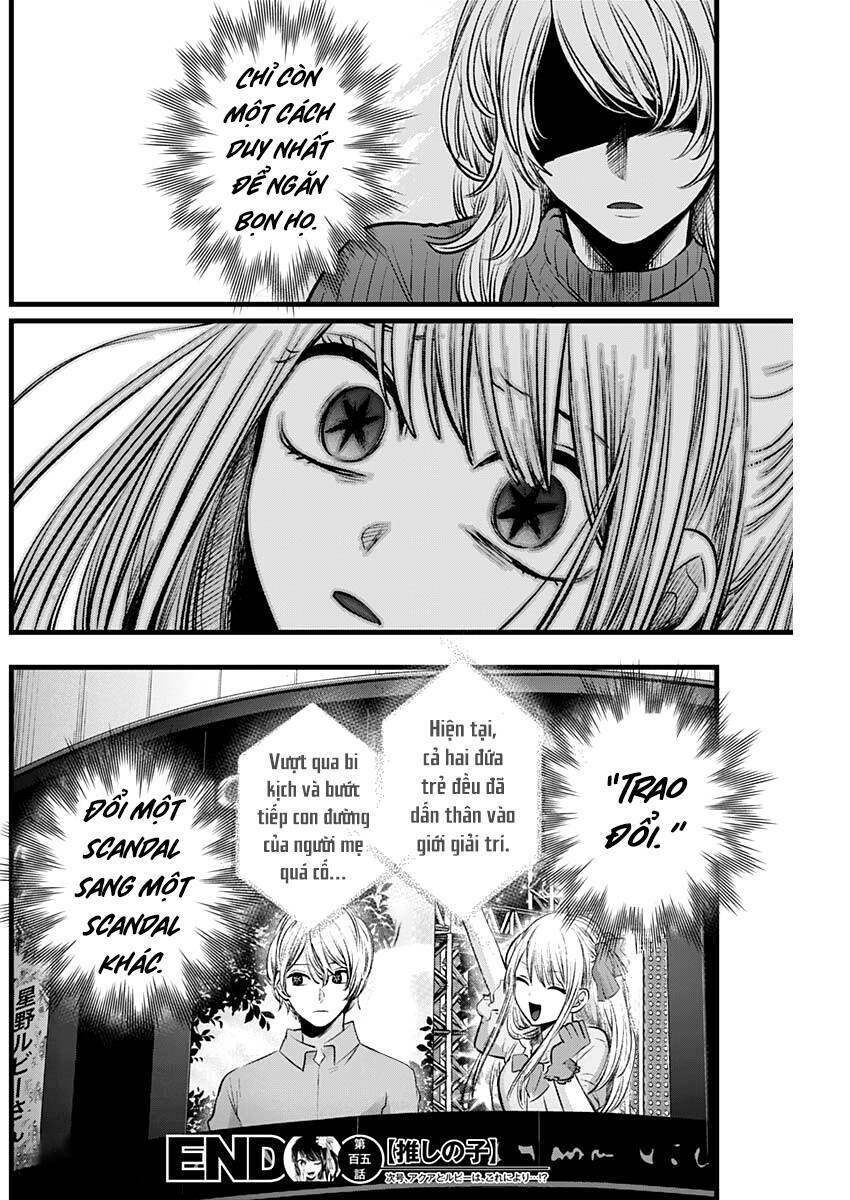 CHỈ CÒN
MỘT CÁCH
DUY NHẤT
ĐỂ NGĂN
BỌN HỌ.
"TRAO
ĐỔI."
Hiện tại,
cả hai đứa
trẻ đều đã
dấn thân vào
giới giải trí.
Vượt qua bi
kịch và bước
tiếp con đường
của người mẹ
quá cố...
ĐỔI MỘT
SCANDAL
SANG MỘT
SCANDAL
KHÁC.
星野ルビーさん
END
第百五話
【推しの子】
次号、アクアとルビーは、これにより…!?